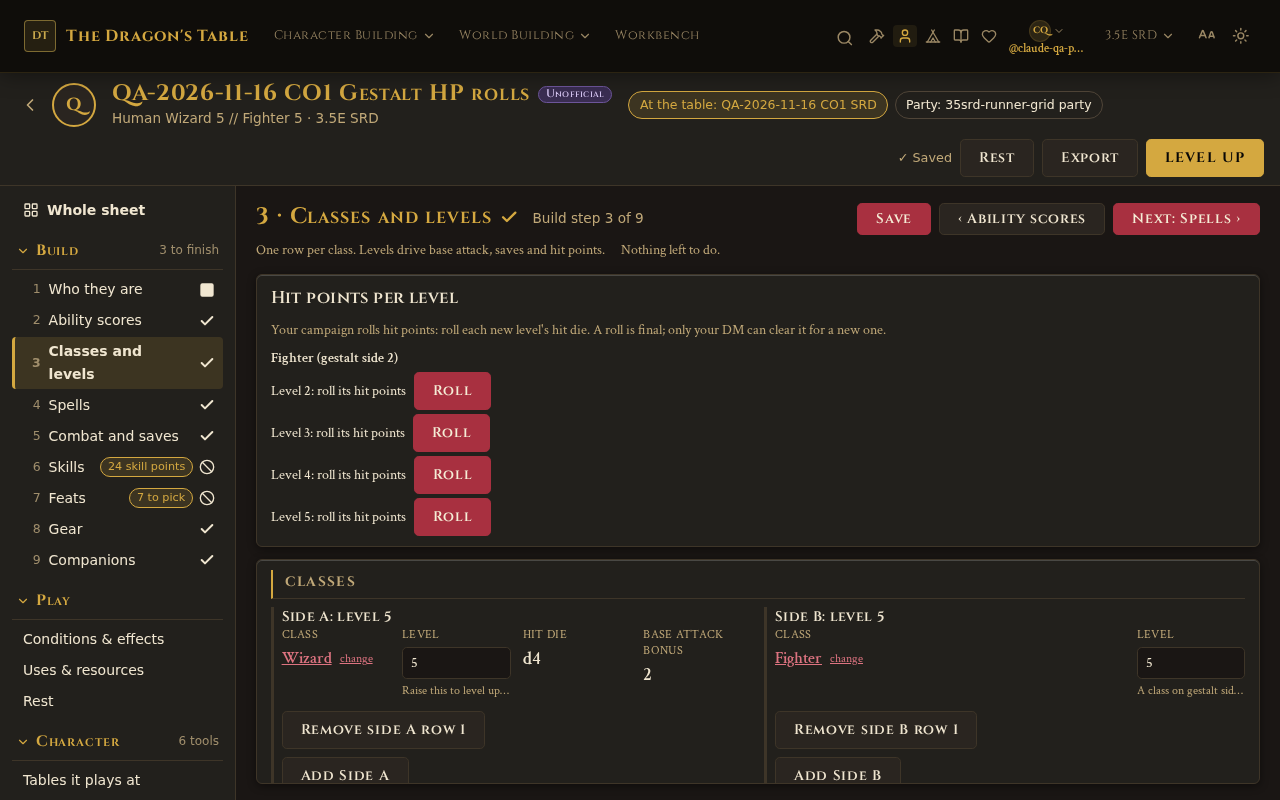 DT The Dragon's Table Character Building World Building Workbench CQ @claude-qa-p... 3.5E SRD AA
Q QA-2026-11-16 CO1 Gestalt HP rolls Unofficial
Human Wizard 5 // Fighter 5 · 3.5E SRD
At the table: QA-2026-11-16 CO1 SRD Party: 35srd-runner-grid party
✓ Saved Rest Export Level Up
Whole sheet
Build 3 to finish
1 Who they are
2 Ability scores
3 Classes and
levels
4 Spells
5 Combat and saves
6 Skills 24 skill points
7 Feats 7 to pick
8 Gear
9 Companions
Play
Conditions & effects
Uses & resources
Rest
Character 6 tools
Tables it plays at
3 · Classes and levels Build step 3 of 9
Save ‹ Ability scores Next: Spells ›
One row per class. Levels drive base attack, saves and hit points. Nothing left to do.
Hit points per level
Your campaign rolls hit points: roll each new level's hit die. A roll is final; only your DM can clear it for a new one.
Fighter (gestalt side 2)
Level 2: roll its hit points Roll
Level 3: roll its hit points Roll
Level 4: roll its hit points Roll
Level 5: roll its hit points Roll
Classes
Side A: level 5
CLASS LEVEL HIT DIE BASE ATTACK
BONUS
Wizard change 5 d4 2
Raise this to level up...
Remove side A row 1
Add Side A
Side B: level 5
CLASS LEVEL
Fighter change 5
A class on gestalt sid...
Remove side B row 1
Add Side B